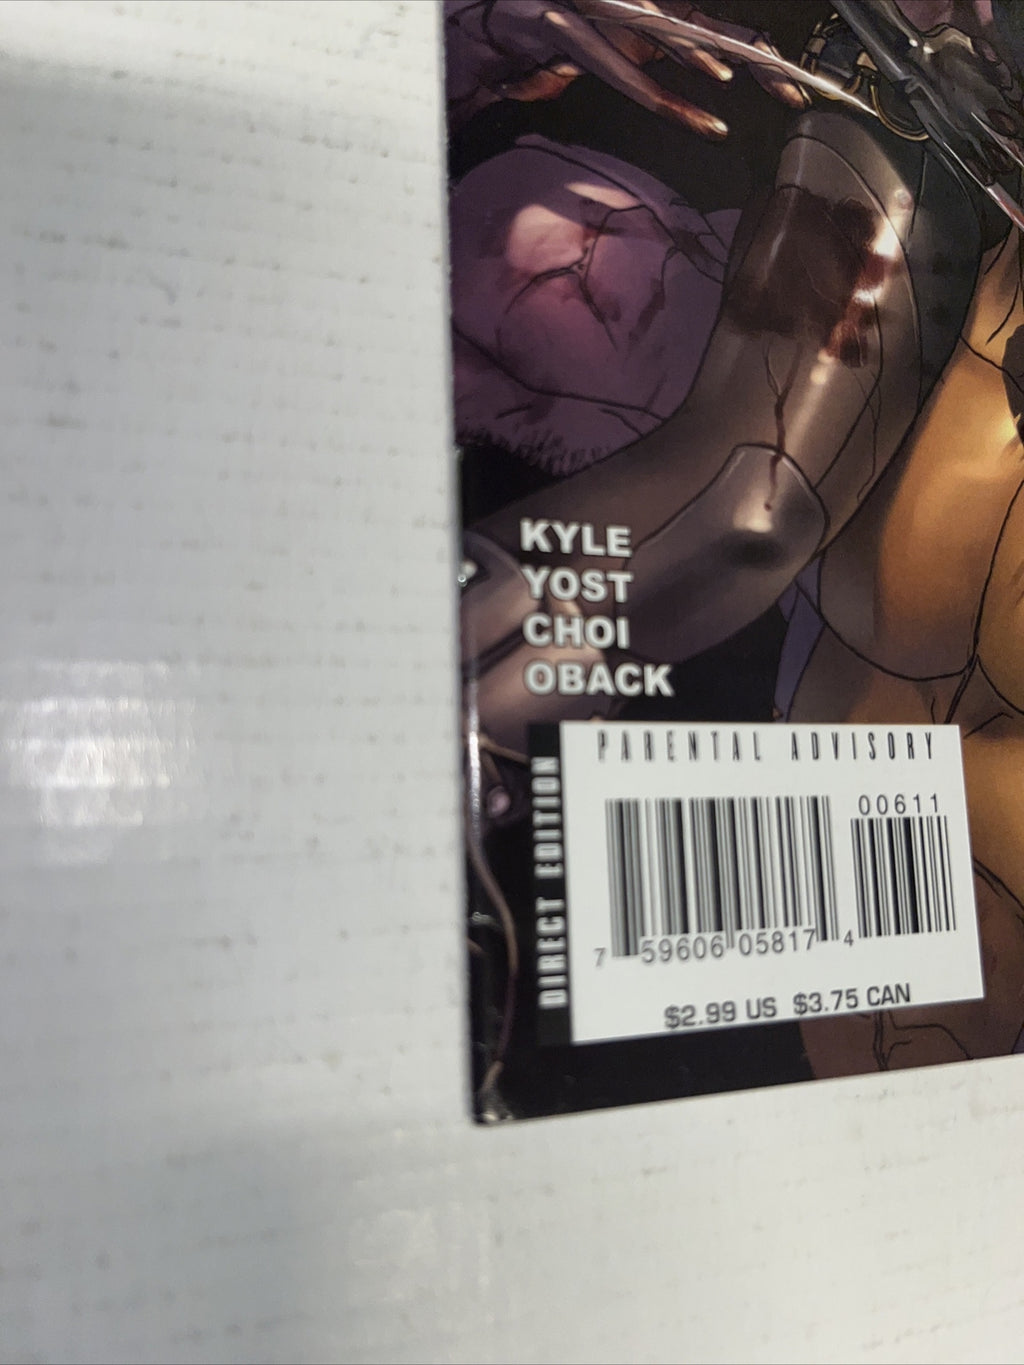 KYLE
YOST
CHOI
OBACK
PARENTAL ADVISORY
DIRECT EDITION
00611
7 59606 05817 4
$2.99 US $3.75 CAN